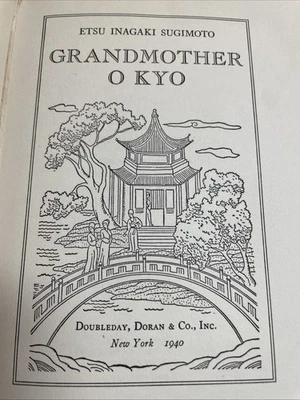 ETSU INAGAKI SUGIMOTO
GRANDMOTHER
O KYO
DOUBLEDAY, DORAN & CO., INC.
New York 1940